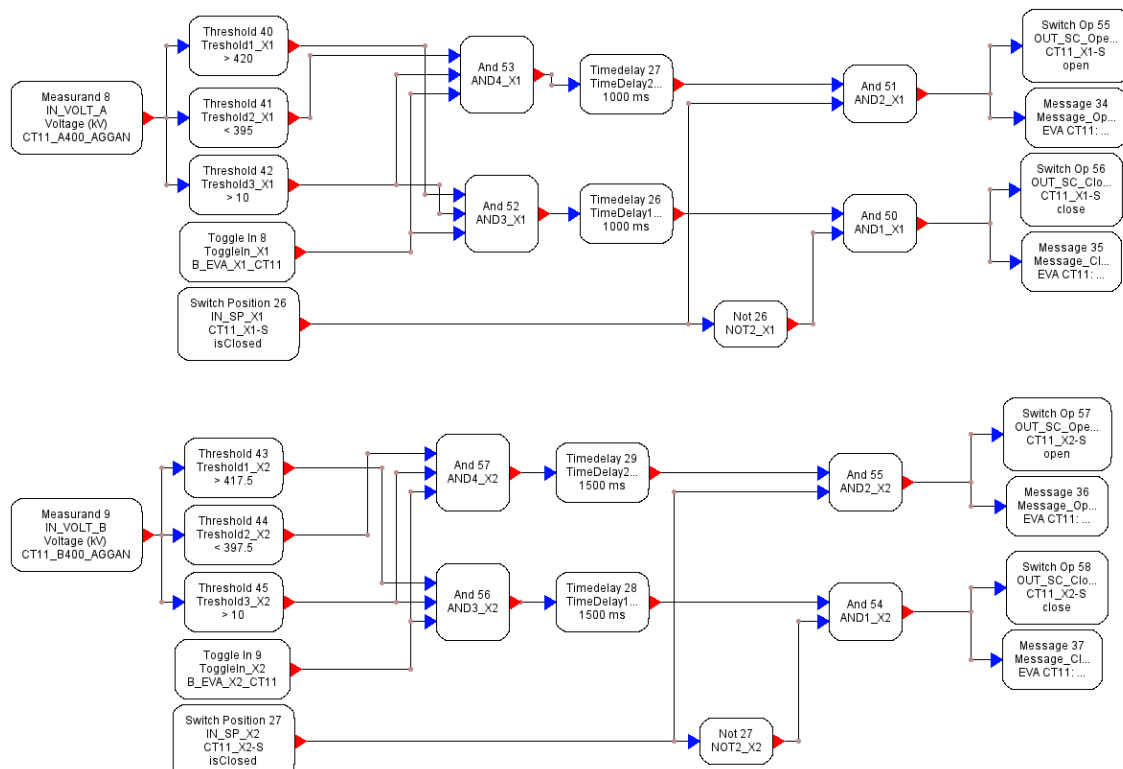 Measurand 8
IN_VOLT_A
Voltage (kV)
CT11_A400_AGGAN
Threshold 40
Treshold1_X1
> 420
Threshold 41
Threshold2_X1
< 395
Threshold 42
Treshold3_X1
> 10
Toggle In 8
ToggleIn_X1
B_EVA_X1_CT11
Switch Position 26
IN_SP_X1
CT11_X1-S
isClosed
And 53
AND4_X1
And 52
AND3_X1
Timedelay 27
TimeDelay2...
1000 ms
Timedelay 26
TimeDelay1...
1000 ms
Not 26
NOT2_X1
And 51
AND2_X1
And 50
AND1_X1
Switch Op 55
OUT_SC_Ope...
CT11_X1-S
open
Message 34
Message_Op...
EVA CT11: ...
Switch Op 56
OUT_SC_Clo...
CT11_X1-S
close
Message 35
Message_Cl...
EVA CT11: ...
Measurand 9
IN_VOLT_B
Voltage (kV)
CT11_B400_AGGAN
Threshold 43
Treshold1_X2
> 417.5
Threshold 44
Treshold2_X2
< 397.5
Threshold 45
Treshold3_X2
> 10
Toggle In 9
ToggleIn_X2
B_EVA_X2_CT11
Switch Position 27
IN_SP_X2
CT11_X2-S
isClosed
And 57
AND4_X2
And 56
AND3_X2
Timedelay 29
TimeDelay2...
1500 ms
Timedelay 28
TimeDelay1...
1500 ms
Not 27
NOT2_X2
And 55
AND2_X2
And 54
AND1_X2
Switch Op 57
OUT_SC_Ope...
CT11_X2-S
open
Message 36
Message_Op...
EVA CT11: ...
Switch Op 58
OUT_SC_Clo...
CT11_X2-S
close
Message 37
Message_Cl...
EVA CT11: ...